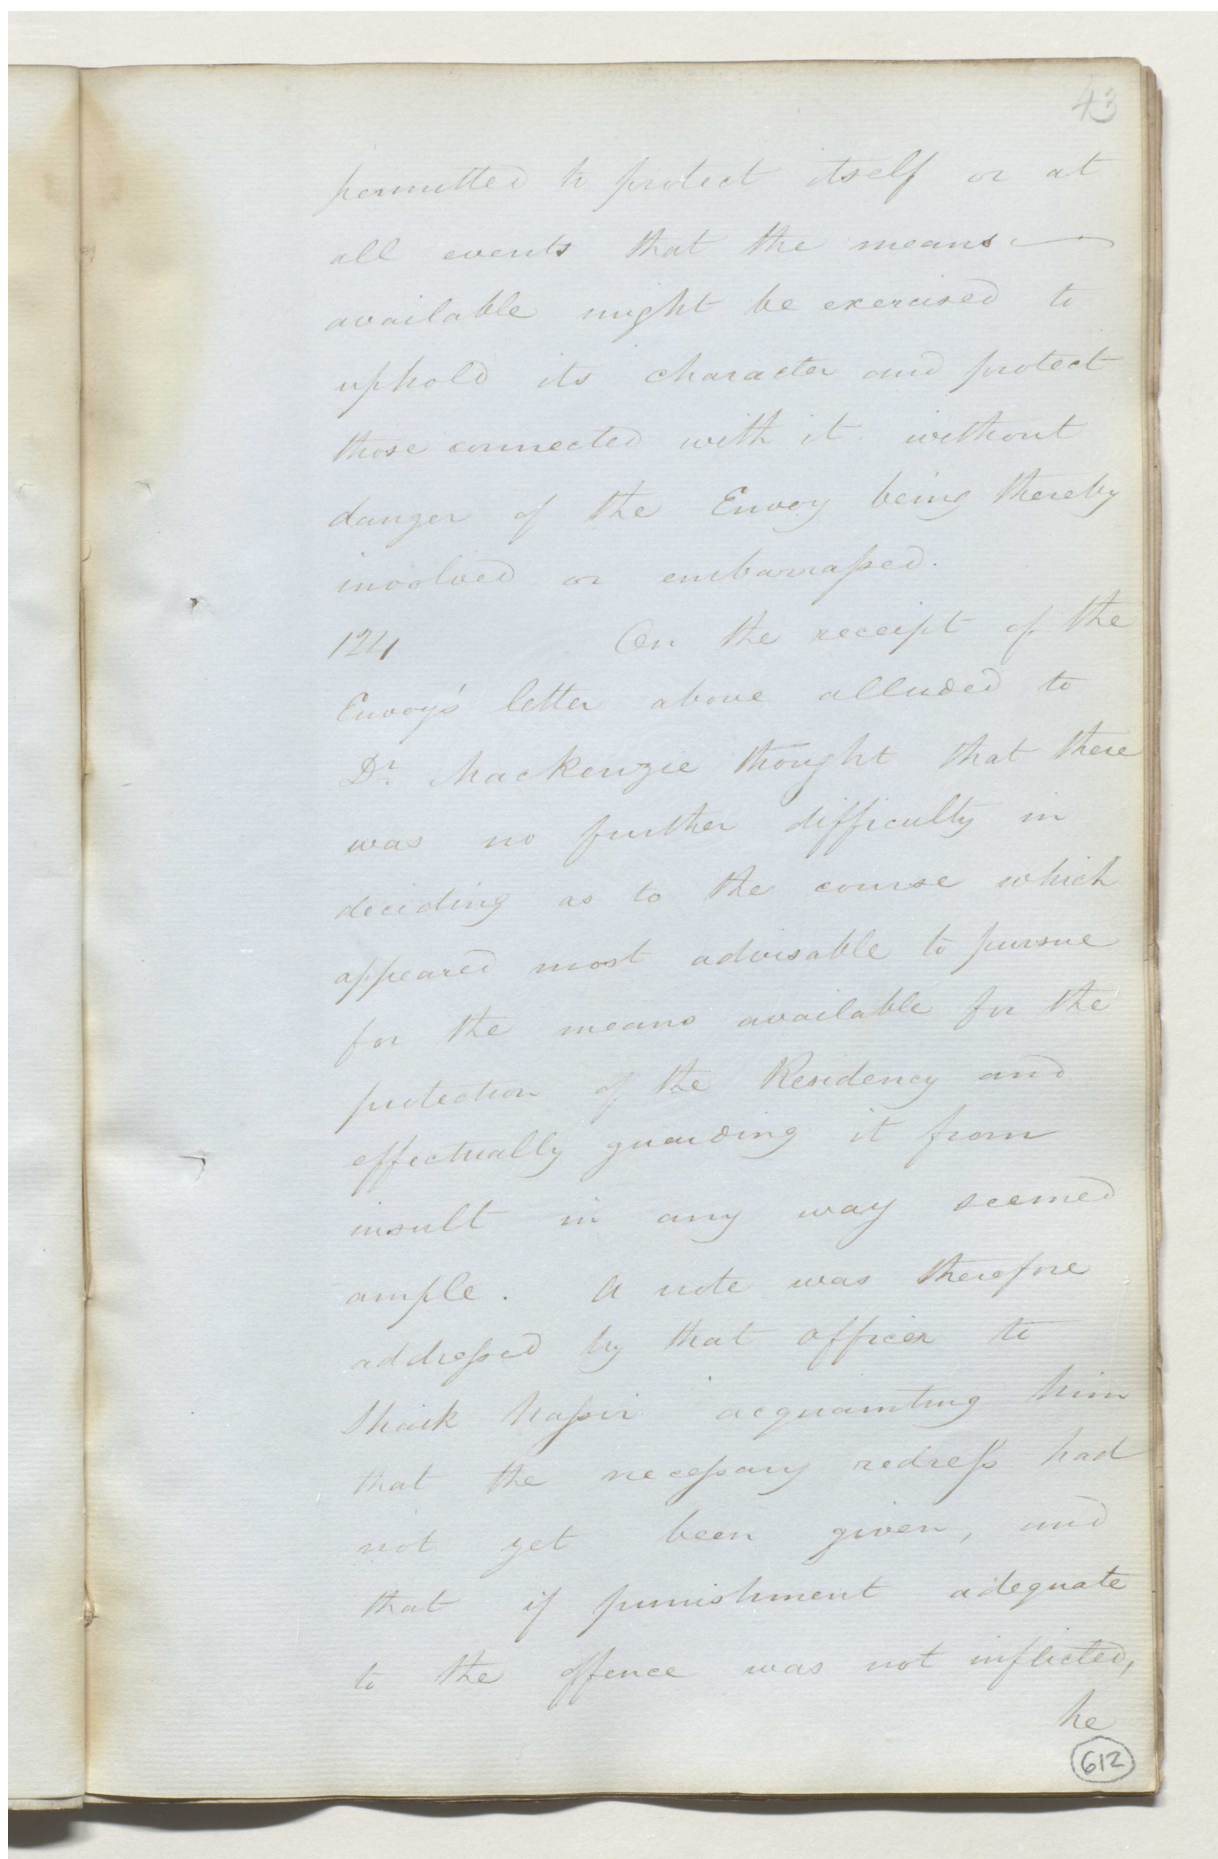 43
permitted to protect itself or at
all events that the means
available might be exercised to
uphold its character and protect
those connected with it without
danger of the Envoy being thereby
involved or embarrassed.
124 On the receipt of the
Envoy's letter above alluded to
Dr. Mackenzie thought that there
was no further difficulty in
deciding as to the course which
appeared most advisable to pursue
for the means available for the
protection of the Residency and
effectually guarding it from
insult in any way seemed
ample. A note was therefore
addressed by that officer to
Shaik Nassir acquainting him
that the necessary redress had
not yet been given, and
that if punishment adequate
to the offence was not inflicted,
he
612